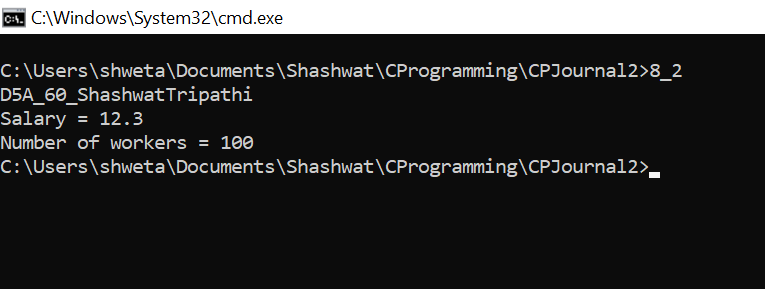 C:\Windows\System32\cmd.exe
C:\Users\shweta\Documents\Shashwat\CProgramming\CPJournal2>8_2
D5A_60_ShashwatTripathi
Salary = 12.3
Number of workers = 100
C:\Users\shweta\Documents\Shashwat\CProgramming\CPJournal2>